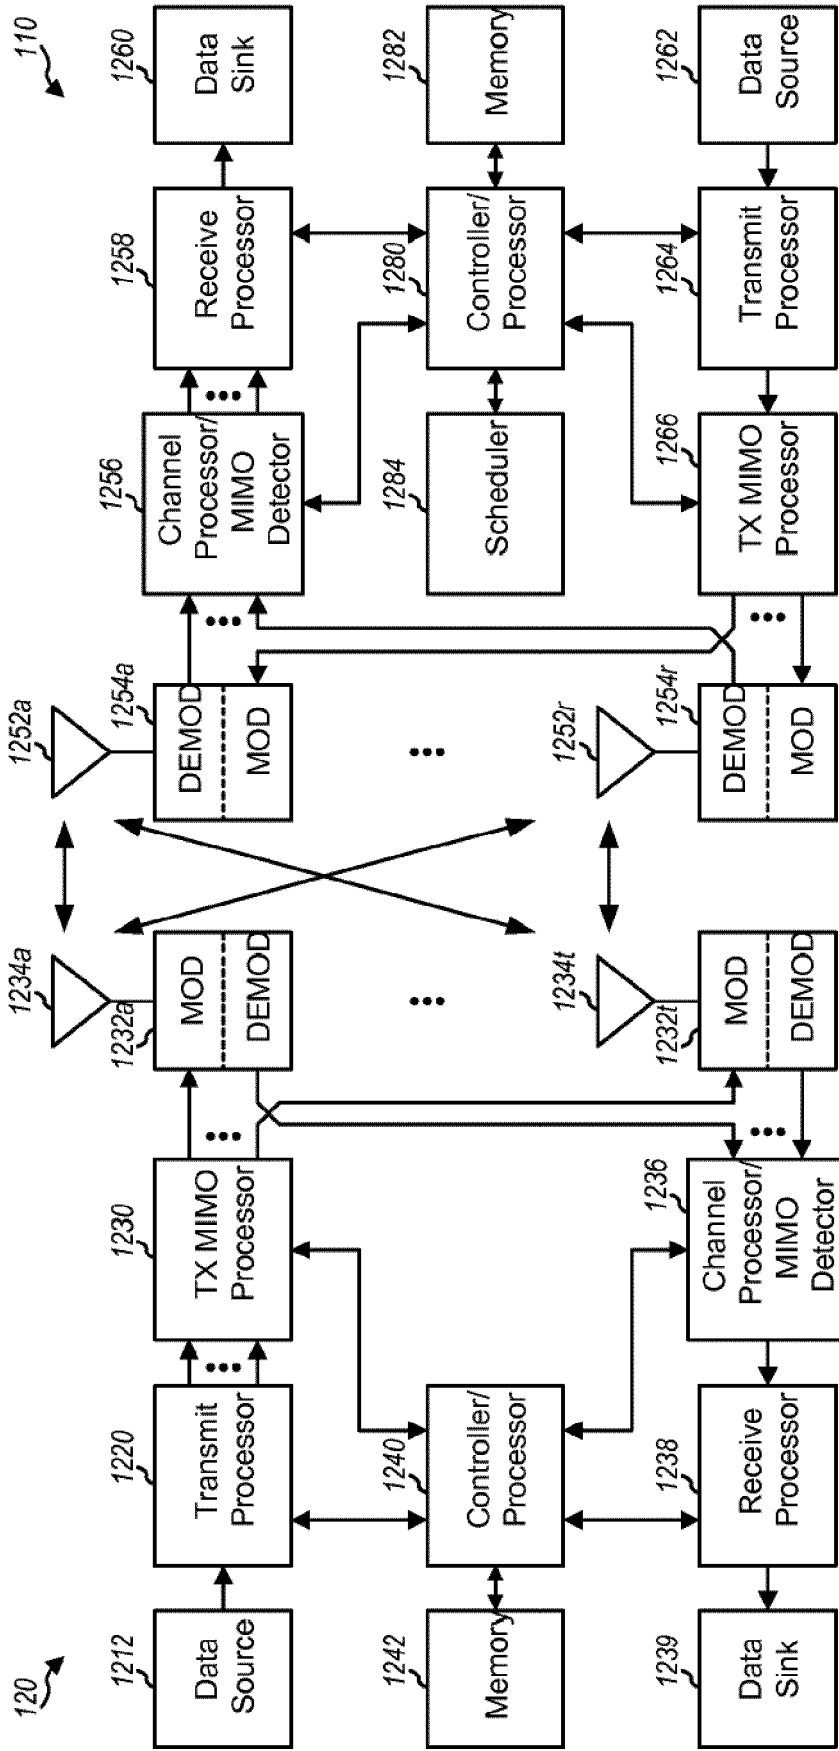 120
110
1212
Data
Source
1220
Transmit
Processor
1230
TX MIMO
Processor
1232a
MOD
DEMOD
1234a
1252a
1254a
DEMOD
MOD
1256
Channel
Processor/
MIMO
Detector
1258
Receive
Processor
1260
Data
Sink
1242
Memory
1240
Controller/
Processor
1284
Scheduler
1280
Controller/
Processor
1282
Memory
1239
Data
Sink
1238
Receive
Processor
1236
Channel
Processor/
MIMO
Detector
1232t
MOD
DEMOD
1234t
1252r
1254r
DEMOD
MOD
1266
TX MIMO
Processor
1264
Transmit
Processor
1262
Data
Source